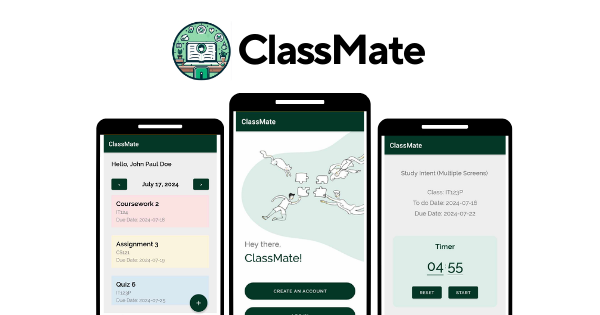 ClassMate
ClassMate
Hello, John Paul Doe
July 17, 2024
Coursework 2
IT124
Due Date: 2024-07-18
Assignment 3
CS121
Due Date: 2024-07-19
Quiz 6
IT123P
Due Date: 2024-07-25
+
ClassMate
Hey there,
ClassMate!
CREATE AN ACCOUNT
ClassMate
Study Intent (Multiple Screens)
Class: IT123P
To do Date: 2024-07-18
Due Date: 2024-07-22
Timer
04:55
RESET
START